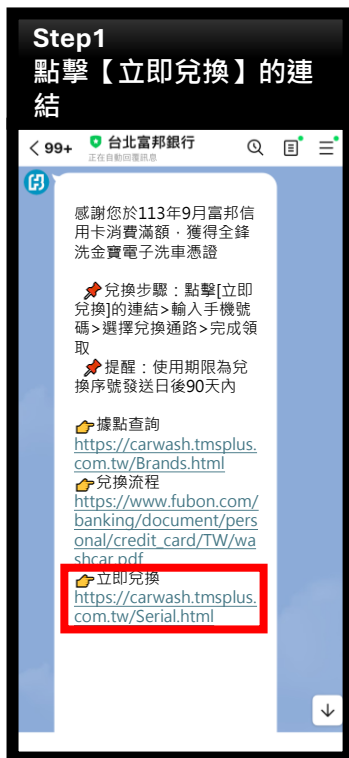 Step1
點擊【立即兌換】的連
結
99+ 台北富邦銀行
正在自動回覆訊息
感謝您於113年9月富邦信
用卡消費滿額，獲得全鋒
洗金寶電子洗車憑證
📌兌換步驟：點擊[立即
兌換]的連結>輸入手機號
碼>選擇兌換通路>完成領
取
📌提醒：使用期限為兌
換序號發送日後90天內
👉據點查詢
https://carwash.tmsplus.
com.tw/Brands.html
👉兌換流程
https://www.fubon.com/
banking/document/pers
onal/credit_card/TW/wa
shcar.pdf
👉立即兌換
https://carwash.tmsplus.
com.tw/Serial.html